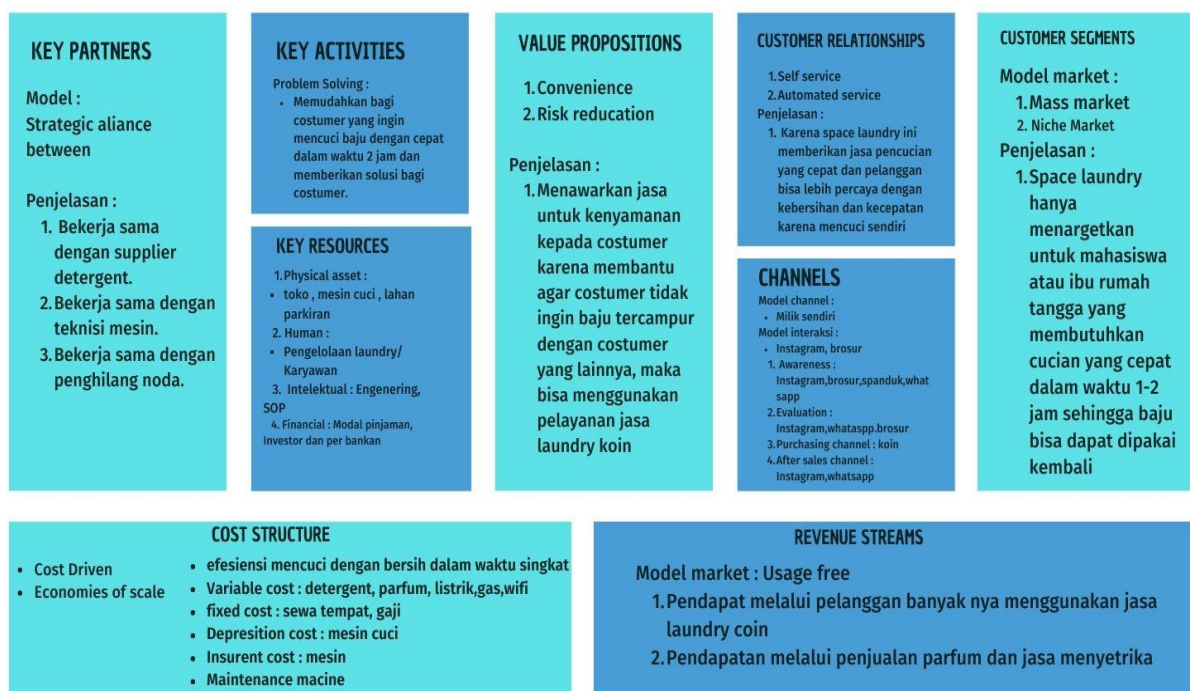 KEY PARTNERS
Model :
Strategic aliance
between
Penjelasan :
1. Bekerja sama
dengan supplier
detergent.
2. Bekerja sama dengan
teknisi mesin.
3. Bekerja sama dengan
penghilang noda.
KEY ACTIVITIES
Problem Solving :
• Memudahkan bagi
costumer yang ingin
mencuci baju dengan cepat
dalam waktu 2 jam dan
memberikan solusi bagi
costumer.
KEY RESOURCES
1. Physical asset :
• toko , mesin cuci , lahan
parkiran
2. Human :
• Pengelolaan laundry/
Karyawan
3. Intelektual : Engenering,
SOP
4. Financial : Modal pinjaman,
Investor dan per bankan
VALUE PROPOSITIONS
1. Convenience
2. Risk reducation
Penjelasan :
1. Menawarkan jasa
untuk kenyamanan
kepada costumer
karena membantu
agar costumer tidak
ingin baju tercampur
dengan costumer
yang lainnya, maka
bisa menggunakan
pelayanan jasa
laundry koin
CUSTOMER RELATIONSHIPS
1. Self service
2. Automated service
Penjelasan :
1. Karena space laundry ini
memberikan jasa pencucian
yang cepat dan pelanggan
bisa lebih percaya dengan
kebersihan dan kecepatan
karena mencuci sendiri
CHANNELS
Model channel :
• Milik sendiri
Model interaksi :
• Instagram, brosur
1. Awareness :
Instagram,brosur,spanduk,what
sapp
2. Evaluation :
Instagram,whataspp.brosur
3. Purchasing channel : koin
4. After sales channel :
Instagram,whatsapp
CUSTOMER SEGMENTS
Model market :
1. Mass market
2. Niche Market
Penjelasan :
1. Space laundry
hanya
menargetkan
untuk mahasiswa
atau ibu rumah
tangga yang
membutuhkan
cucian yang cepat
dalam waktu 1-2
jam sehingga baju
bisa dapat dipakai
kembali
COST STRUCTURE
• Cost Driven
• Economies of scale
• efesiensi mencuci dengan bersih dalam waktu singkat
• Variable cost : detergent, parfum, listrik,gas,wifi
• fixed cost : sewa tempat, gaji
• Depresition cost : mesin cuci
• Insurent cost : mesin
• Maintenance macine
REVENUE STREAMS
Model market : Usage free
1. Pendapat melalui pelanggan banyak nya menggunakan jasa
laundry coin
2. Pendapatan melalui penjualan parfum dan jasa menyetrika